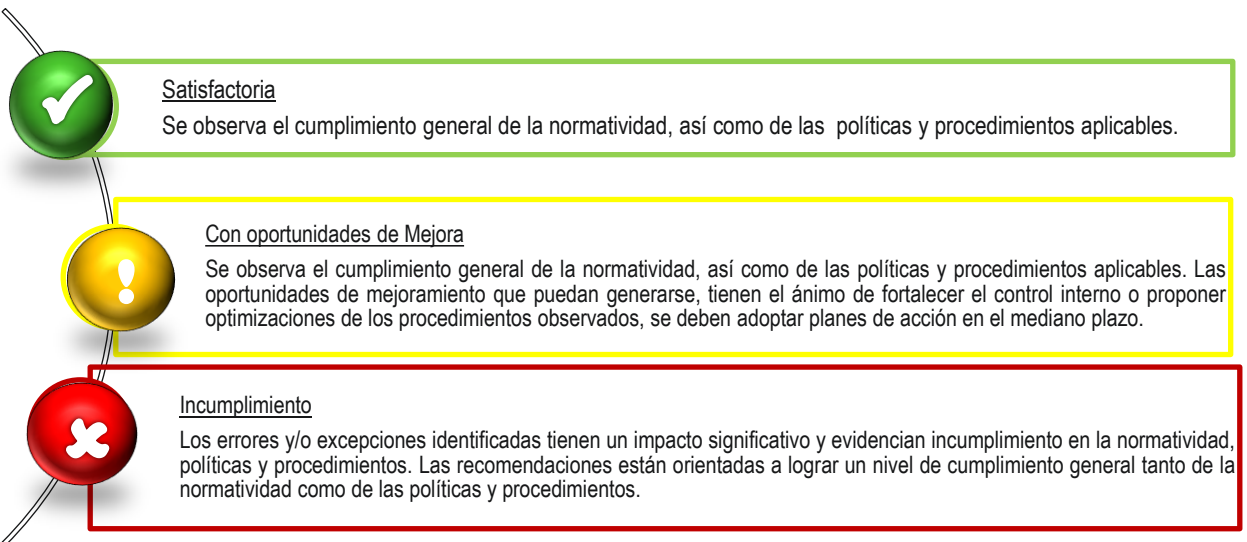 Satisfactoria
Se observa el cumplimiento general de la normatividad, así como de las políticas y procedimientos aplicables.
Con oportunidades de Mejora
Se observa el cumplimiento general de la normatividad, así como de las políticas y procedimientos aplicables. Las
oportunidades de mejoramiento que puedan generarse, tienen el ánimo de fortalecer el control interno o proponer
optimizaciones de los procedimientos observados, se deben adoptar planes de acción en el mediano plazo.
Incumplimiento
Los errores y/o excepciones identificadas tienen un impacto significativo y evidencian incumplimiento en la normatividad,
políticas y procedimientos. Las recomendaciones están orientadas a lograr un nivel de cumplimiento general tanto de la
normatividad como de las políticas y procedimientos.